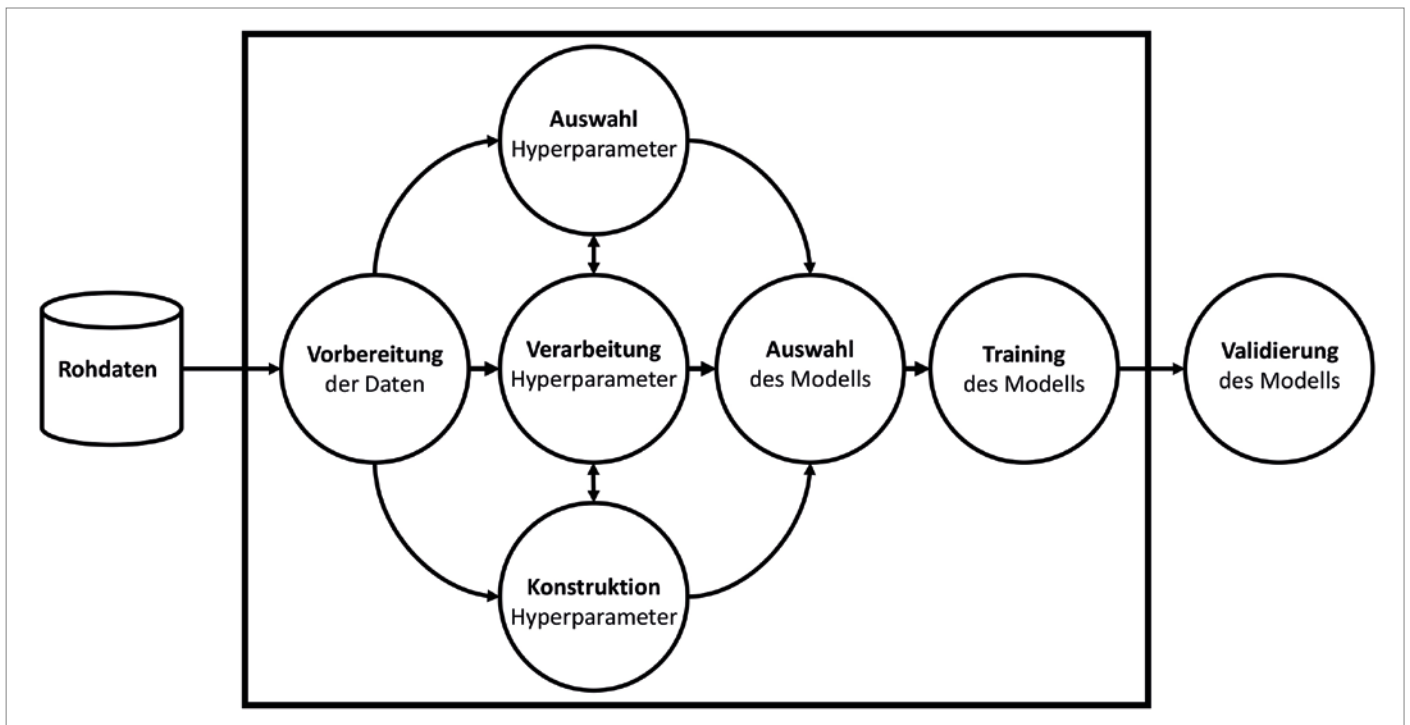 Auswahl
Hyperparameter
Rohdaten
Vorbereitung
der Daten
Verarbeitung
Hyperparameter
Auswahl
des Modells
Training
des Modells
Validierung
des Modells
Konstruktion
Hyperparameter